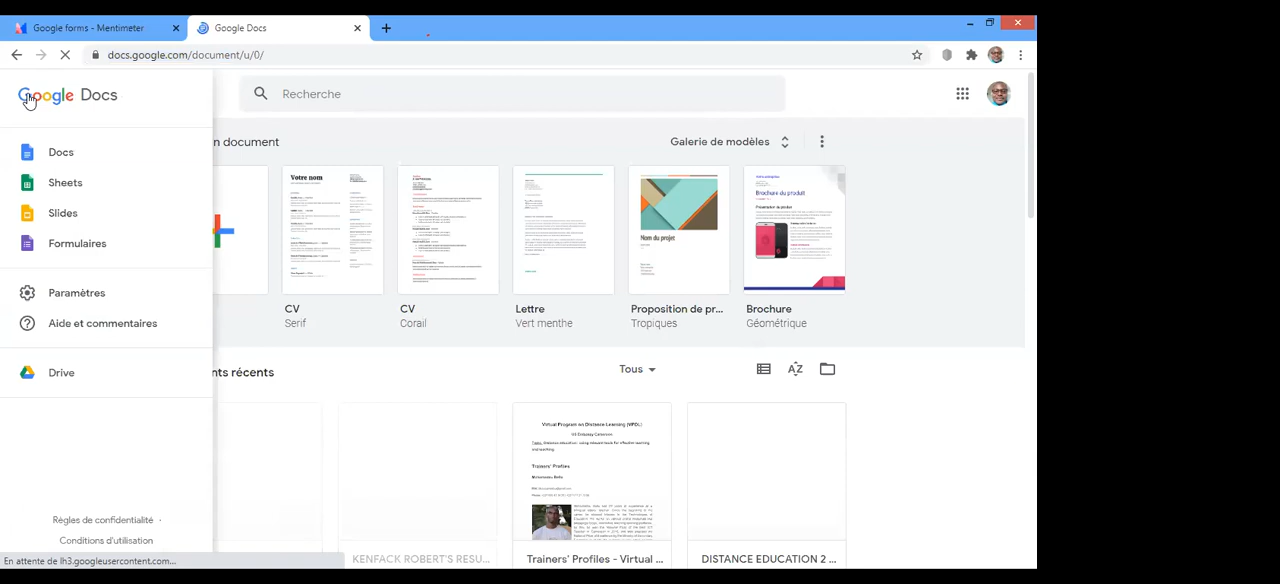 Google forms - Mentimeter
Google Docs
docs.google.com/document/u/0/
Google Docs
Recherche
Docs
Sheets
Slides
Formulaires
Paramètres
Aide et commentaires
Drive
Règles de confidentialité ·
Conditions d'utilisation
En attente de lh3.googleusercontent.com...
n document
Galerie de modèles
Votre nom
Nom du projet
Brochure du produit
CV
Serif
CV
Corail
Lettre
Vert menthe
Proposition de pr...
Tropiques
Brochure
Géométrique
nts récents
Tous
AZ
Virtual Program on Distance Learning (VPDL)
US Embassy Cameroon
Trainers' Profiles
KENFACK ROBERT'S RESU...
Trainers' Profiles - Virtual ...
DISTANCE EDUCATION 2 ...